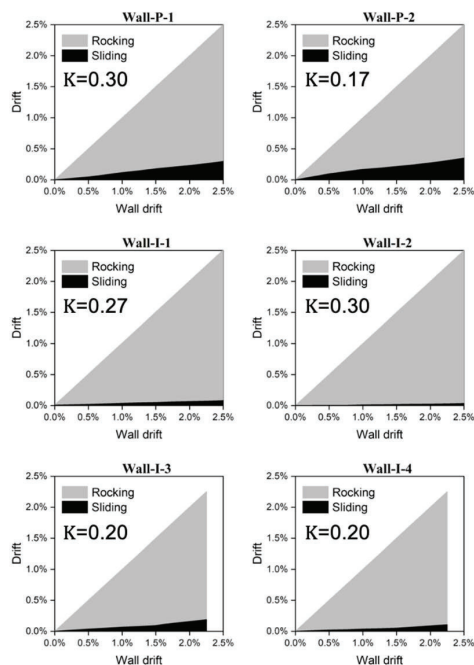 Wall-P-1
2.5%
2.0%
1.5%
1.0%
0.5%
0.0%
Drift
Rocking
Sliding
K=0.30
0.0% 0.5% 1.0% 1.5% 2.0% 2.5%
Wall drift
Wall-P-2
2.5%
2.0%
1.5%
1.0%
0.5%
0.0%
Drift
Rocking
Sliding
K=0.17
0.0% 0.5% 1.0% 1.5% 2.0% 2.5%
Wall drift
Wall-I-1
2.5%
2.0%
1.5%
1.0%
0.5%
0.0%
Drift
Rocking
Sliding
K=0.27
0.0% 0.5% 1.0% 1.5% 2.0% 2.5%
Wall drift
Wall-I-2
2.5%
2.0%
1.5%
1.0%
0.5%
0.0%
Drift
Rocking
Sliding
K=0.30
0.0% 0.5% 1.0% 1.5% 2.0% 2.5%
Wall drift
Wall-I-3
2.5%
2.0%
1.5%
1.0%
0.5%
0.0%
Drift
Rocking
Sliding
K=0.20
0.0% 0.5% 1.0% 1.5% 2.0% 2.5%
Wall drift
Wall-I-4
2.5%
2.0%
1.5%
1.0%
0.5%
0.0%
Drift
Rocking
Sliding
K=0.20
0.0% 0.5% 1.0% 1.5% 2.0% 2.5%
Wall drift